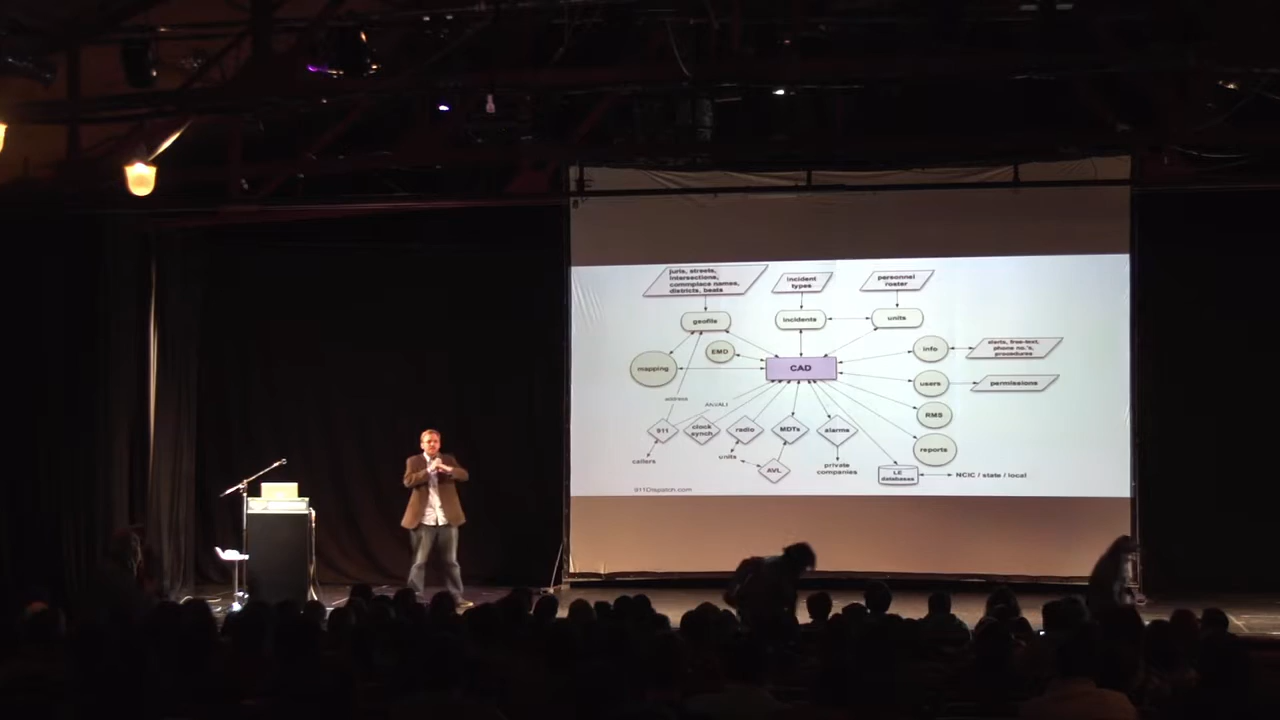 juris, streets,
intersections,
commplace names,
districts, beats
incident
types
personnel
roster
geofile
incidents
units
EMD
mapping
CAD
info
alerts, free-text,
phone no.'s,
procedures
users
permissions
address
ANI/ALI
RMS
911
clock
synch
radio
MDTs
alarms
reports
callers
units
AVL
private
companies
LE
databases
NCIC / state / local
911Dispatch.com